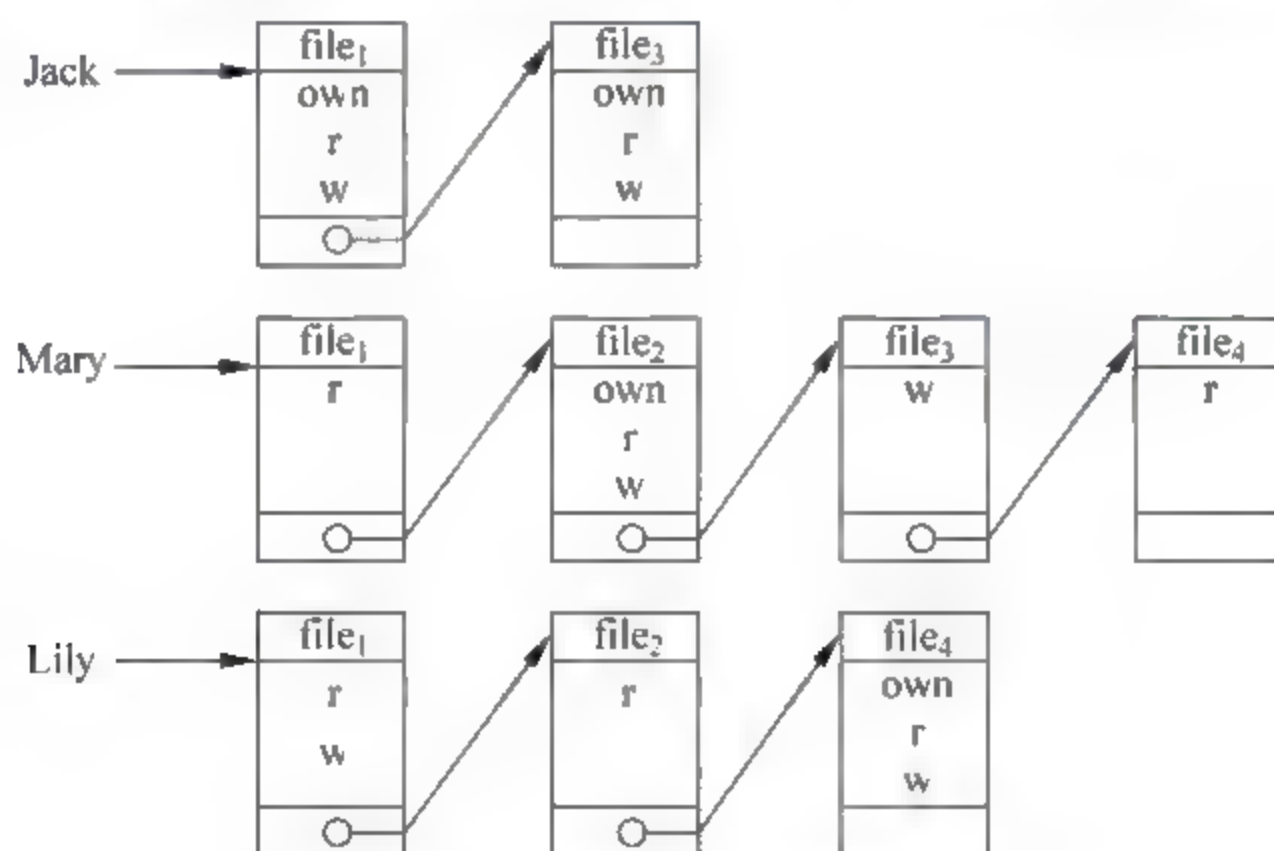 Jack
file₁
own
r
w
file₃
own
r
w
Mary
file₁
r
file₂
own
r
w
file₃
w
file₄
r
Lily
file₁
r
w
file₂
r
file₄
own
r
w